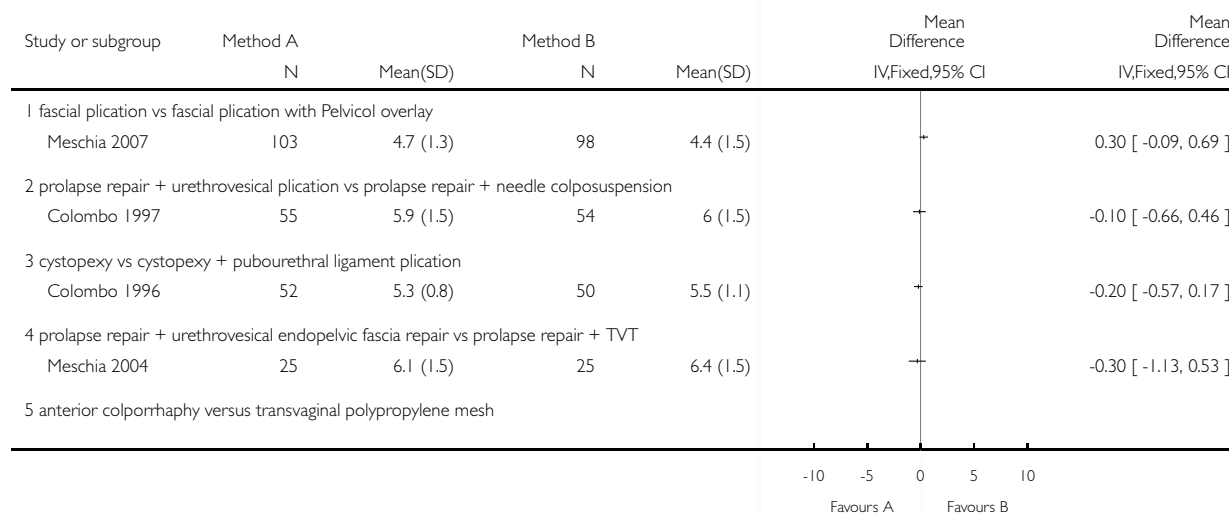 Mean Mean
Study or subgroup Method A Method B Difference Difference
N Mean(SD) N Mean(SD) IV,Fixed,95% CI IV,Fixed,95% CI
1 fascial plication vs fascial plication with Pelvicol overlay
Meschia 2007 103 4.7 (1.3) 98 4.4 (1.5) 0.30 [ -0.09, 0.69 ]
2 prolapse repair + urethrovesical plication vs prolapse repair + needle colposuspension
Colombo 1997 55 5.9 (1.5) 54 6 (1.5) -0.10 [ -0.66, 0.46 ]
3 cystopexy vs cystopexy + pubourethral ligament plication
Colombo 1996 52 5.3 (0.8) 50 5.5 (1.1) -0.20 [ -0.57, 0.17 ]
4 prolapse repair + urethrovesical endopelvic fascia repair vs prolapse repair + TVT
Meschia 2004 25 6.1 (1.5) 25 6.4 (1.5) -0.30 [ -1.13, 0.53 ]
5 anterior colporrhaphy versus transvaginal polypropylene mesh
-10 -5 0 5 10
Favours A Favours B